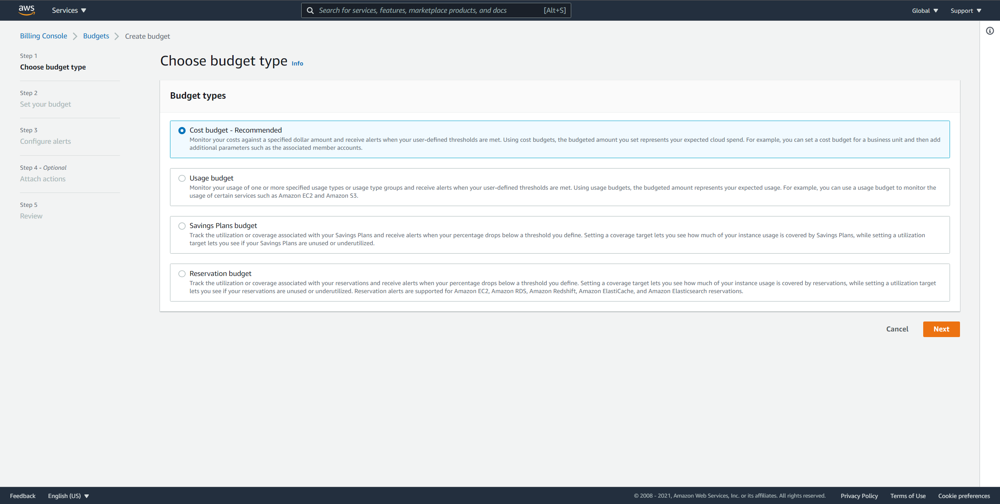 aws
Services
Search for services, features, marketplace products, and docs
[Alt+S]
Global
Support
Billing Console
Budgets
Create budget
Step 1
Choose budget type
Step 2
Set your budget
Step 3
Configure alerts
Step 4 - Optional
Attach actions
Step 5
Review
Choose budget type Info
Budget types
Cost budget - Recommended
Monitor your costs against a specified dollar amount and receive alerts when your user-defined thresholds are met. Using cost budgets, the budgeted amount you set represents your expected cloud spend. For example, you can set a cost budget for a business unit and then add
additional parameters such as the associated member accounts.
Usage budget
Monitor your usage of one or more specified usage types or usage type groups and receive alerts when your user-defined thresholds are met. Using usage budgets, the budgeted amount represents your expected usage. For example, you can use a usage budget to monitor the
usage of certain services such as Amazon EC2 and Amazon S3.
Savings Plans budget
Track the utilization or coverage associated with your Savings Plans and receive alerts when your percentage drops below a threshold you define. Setting a coverage target lets you see how much of your instance usage is covered by Savings Plans, while setting a utilization
target lets you see if your Savings Plans are unused or underutilized.
Reservation budget
Track the utilization or coverage associated with your reservations and receive alerts when your percentage drops below a threshold you define. Setting a coverage target lets you see how much of your instance usage is covered by reservations, while setting a utilization target
lets you see if your reservations are unused or underutilized. Reservation alerts are supported for Amazon EC2, Amazon RDS, Amazon Redshift, Amazon ElastiCache, and Amazon Elasticsearch reservations.
Cancel
Next
Feedback
English (US)
© 2008 - 2021, Amazon Web Services, Inc. or its affiliates. All rights reserved.
Privacy Policy
Terms of Use
Cookie preferences